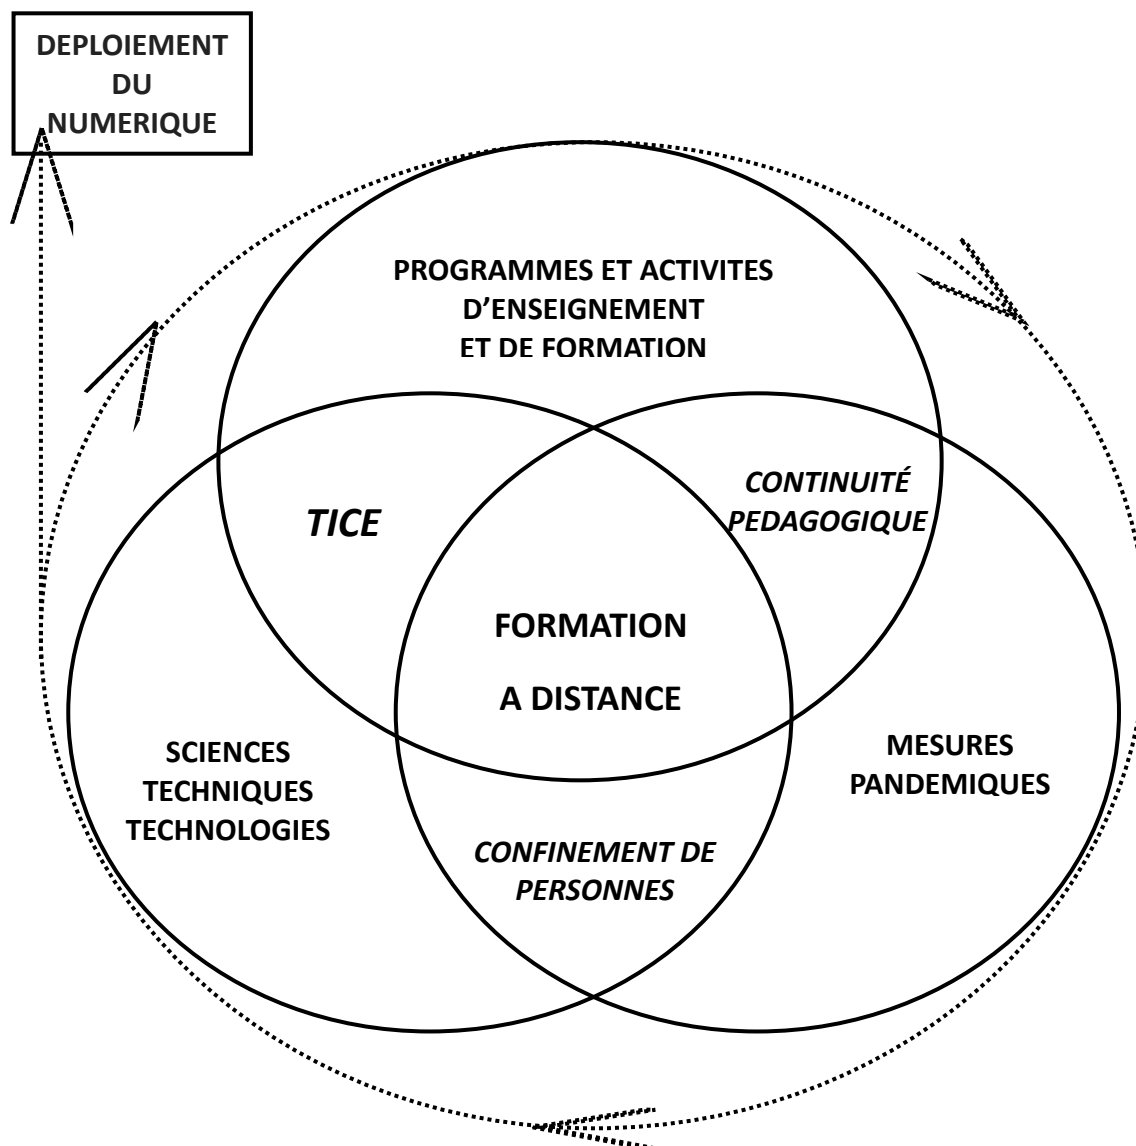 DEPLOIEMENT
DU
NUMERIQUE
PROGRAMMES ET ACTIVITES
D’ENSEIGNEMENT
ET DE FORMATION
TICE
CONTINUITÉ
PEDAGOGIQUE
FORMATION
A DISTANCE
SCIENCES
TECHNIQUES
TECHNOLOGIES
MESURES
PANDEMIQUES
CONFINEMENT DE
PERSONNES